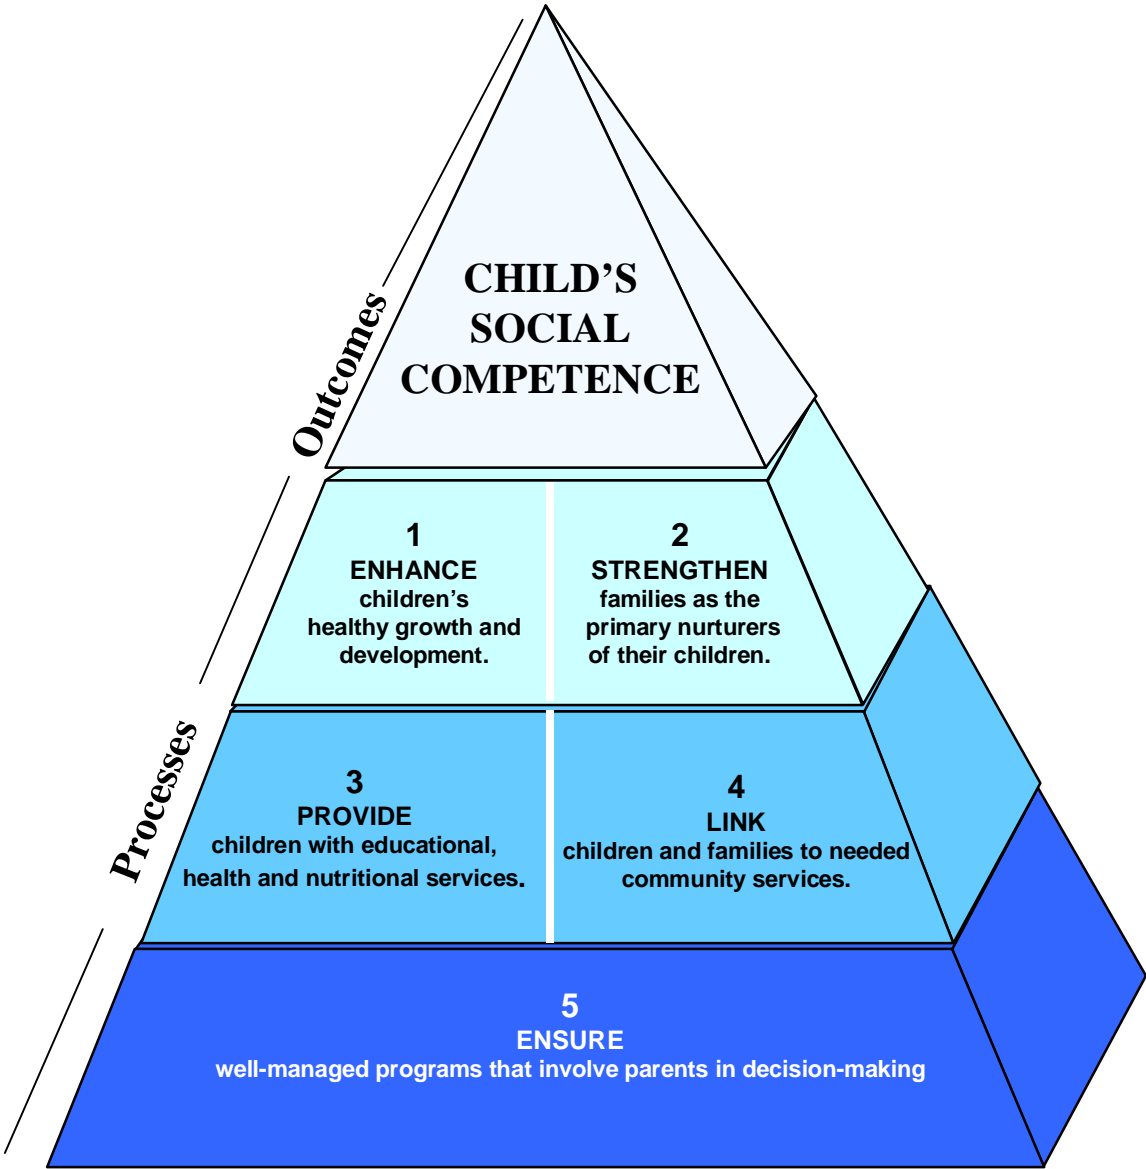 CHILD’S
SOCIAL
COMPETENCE
Outcomes
1
ENHANCE
children’s
healthy growth and
development.
2
STRENGTHEN
families as the
primary nurturers
of their children.
Processes
3
PROVIDE
children with educational,
health and nutritional services.
4
LINK
children and families to needed
community services.
5
ENSURE
well-managed programs that involve parents in decision-making